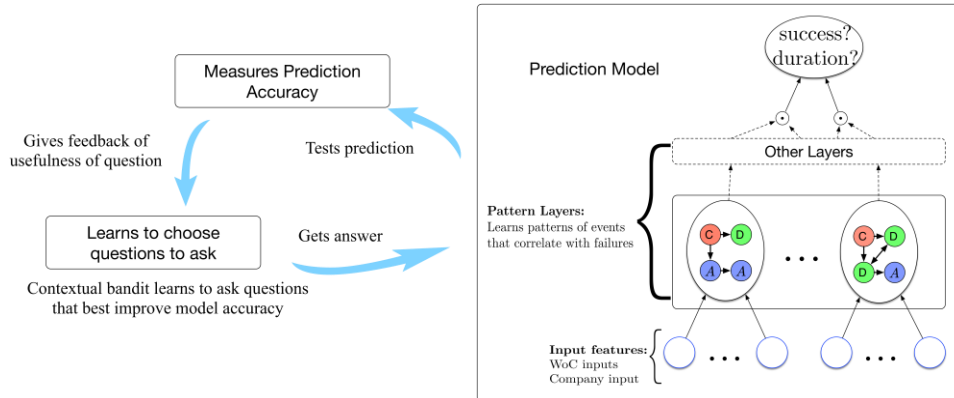 Measures Prediction
Accuracy
Gives feedback of
usefulness of question
Tests prediction
Learns to choose
questions to ask
Gets answer
Contextual bandit learns to ask questions
that best improve model accuracy
Prediction Model
success?
duration?
Other Layers
Pattern Layers:
Learns patterns of events
that correlate with failures
C D
A A
...
C D
D A
Input features:
WoC inputs
Company input
... ...